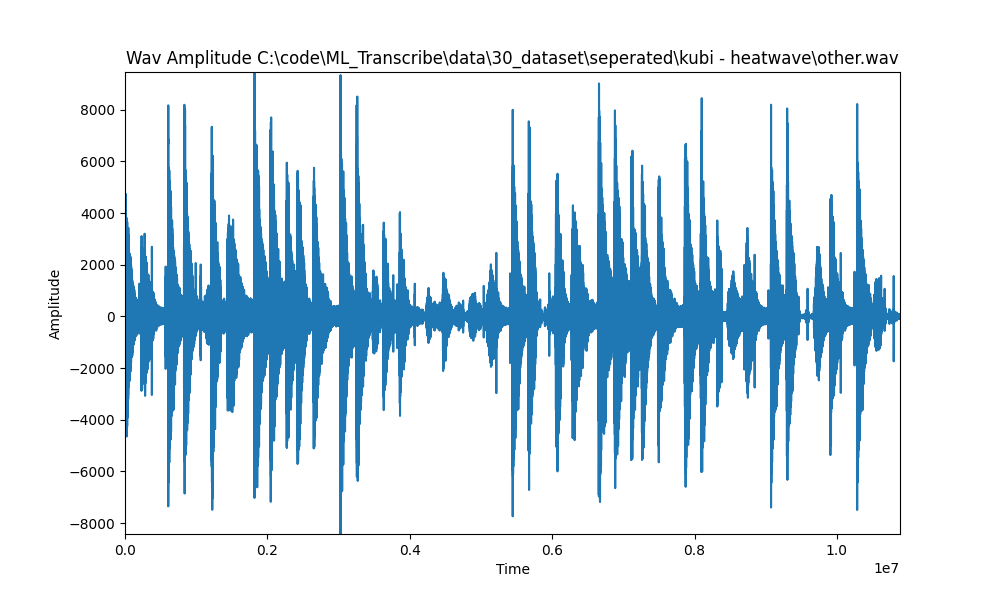 Wav Amplitude C:\code\ML_Transcribe\data\30_dataset\seperated\kubi - heatwave\other.wav
8000
6000
4000
2000
0
−2000
−4000
−6000
−8000
Amplitude
0.0 0.2 0.4 0.6 0.8 1.0
1e7
Time